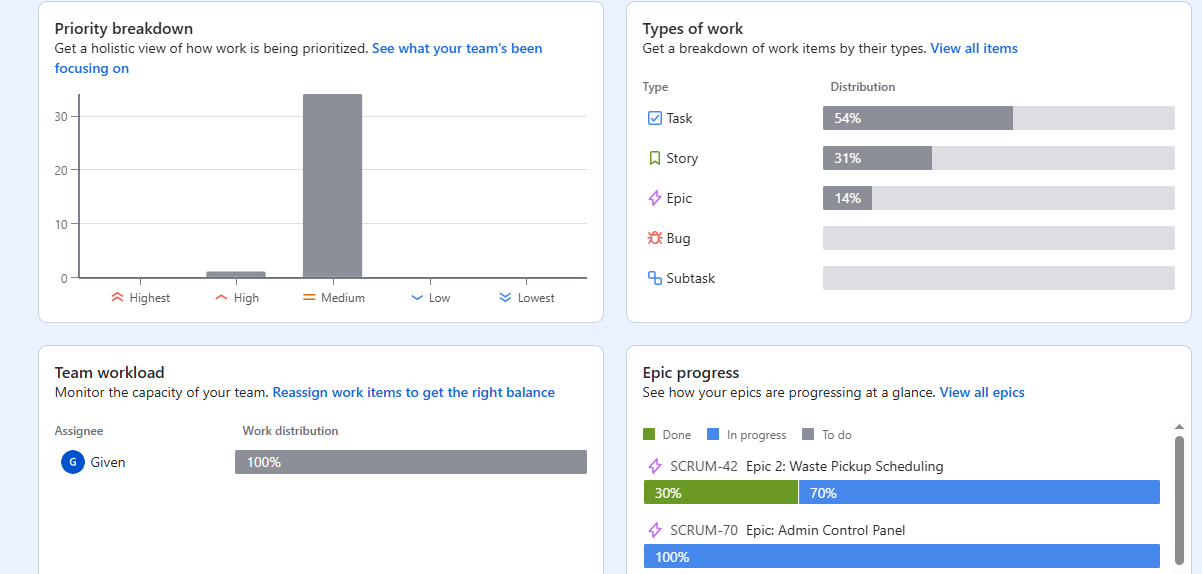 Priority breakdown
Get a holistic view of how work is being prioritized. See what your team's been
focusing on
30
20
10
0
Highest
High
Medium
Low
Lowest
Types of work
Get a breakdown of work items by their types. View all items
Type Distribution
Task 54%
Story 31%
Epic 14%
Bug
Subtask
Team workload
Monitor the capacity of your team. Reassign work items to get the right balance
Assignee Work distribution
G Given 100%
Epic progress
See how your epics are progressing at a glance. View all epics
Done In progress To do
SCRUM-42 Epic 2: Waste Pickup Scheduling
30% 70%
SCRUM-70 Epic: Admin Control Panel
100%